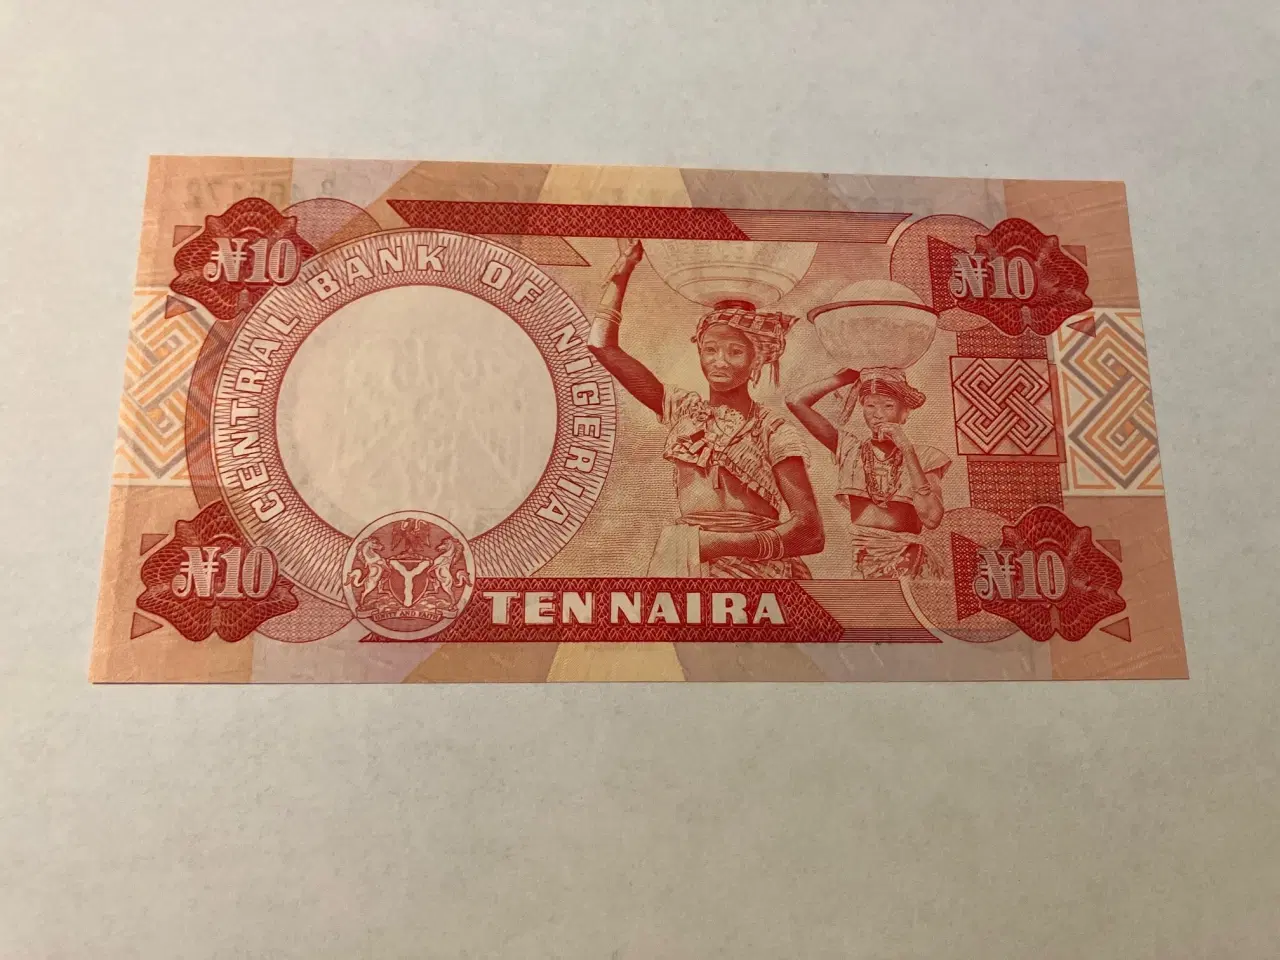 ₦10
CENTRAL BANK OF NIGERIA
₦10
₦10
TEN NAIRA
₦10